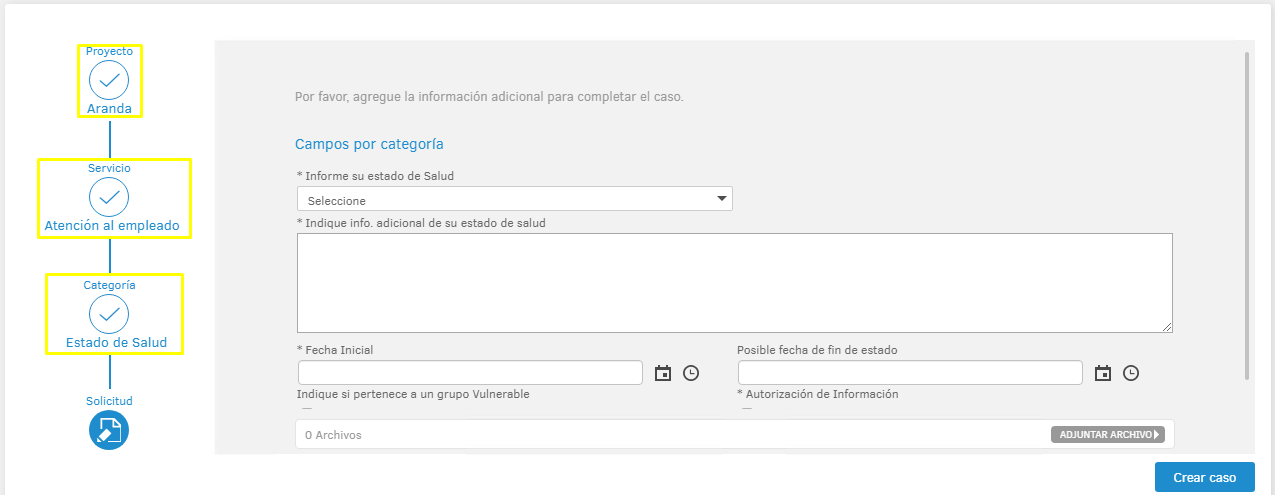 Proyecto
Aranda
Servicio
Atención al empleado
Categoría
Estado de Salud
Solicitud
Por favor, agregue la información adicional para completar el caso.
Campos por categoría
* Informe su estado de Salud
Seleccione
* Indique info. adicional de su estado de salud
* Fecha Inicial
Posible fecha de fin de estado
Indique si pertenece a un grupo Vulnerable
* Autorización de Información
0 Archivos
ADJUNTAR ARCHIVO
Crear caso